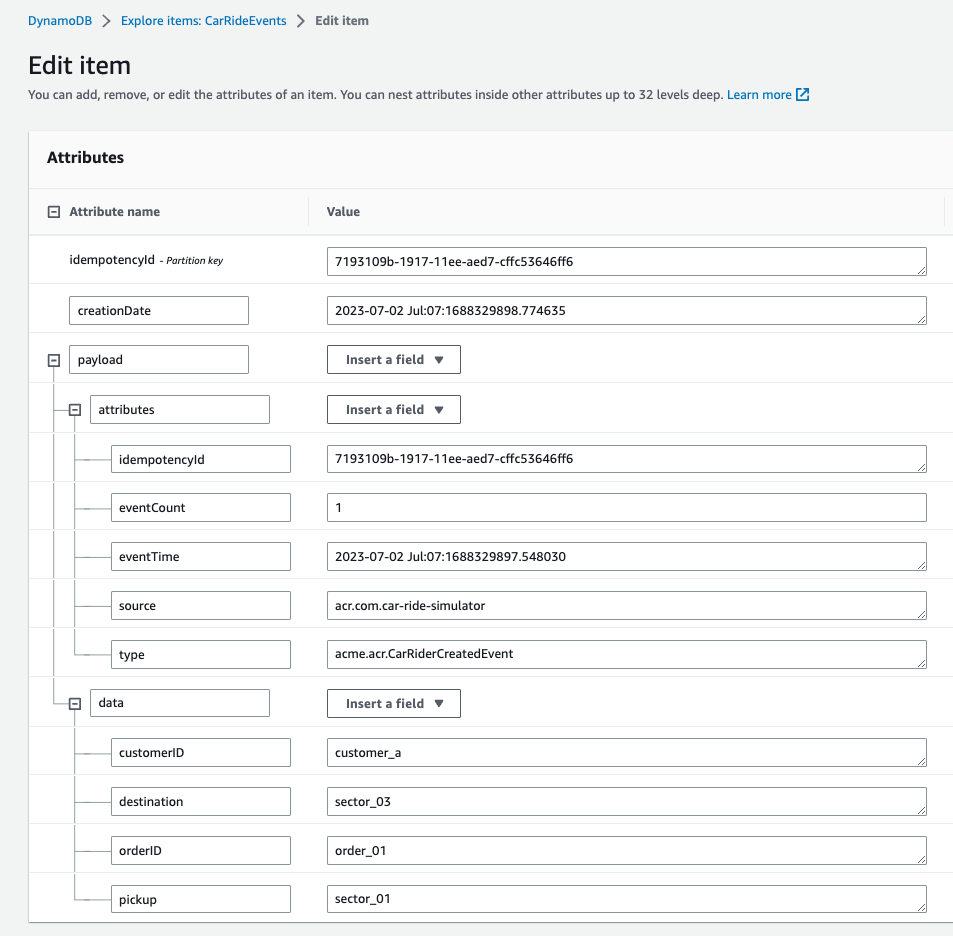 DynamoDB > Explore items: CarRideEvents > Edit item
Edit item
You can add, remove, or edit the attributes of an item. You can nest attributes inside other attributes up to 32 levels deep. Learn more
Attributes
Attribute name Value
idempotencyId - Partition key 7193109b-1917-11ee-aed7-cffc53646ff6
creationDate 2023-07-02 Jul:07:1688329898.774635
payload Insert a field ▼
attributes Insert a field ▼
idempotencyId 7193109b-1917-11ee-aed7-cffc53646ff6
eventCount 1
eventTime 2023-07-02 Jul:07:1688329897.548030
source acr.com.car-ride-simulator
type acme.acr.CarRiderCreatedEvent
data Insert a field ▼
customerID customer_a
destination sector_03
orderID order_01
pickup sector_01